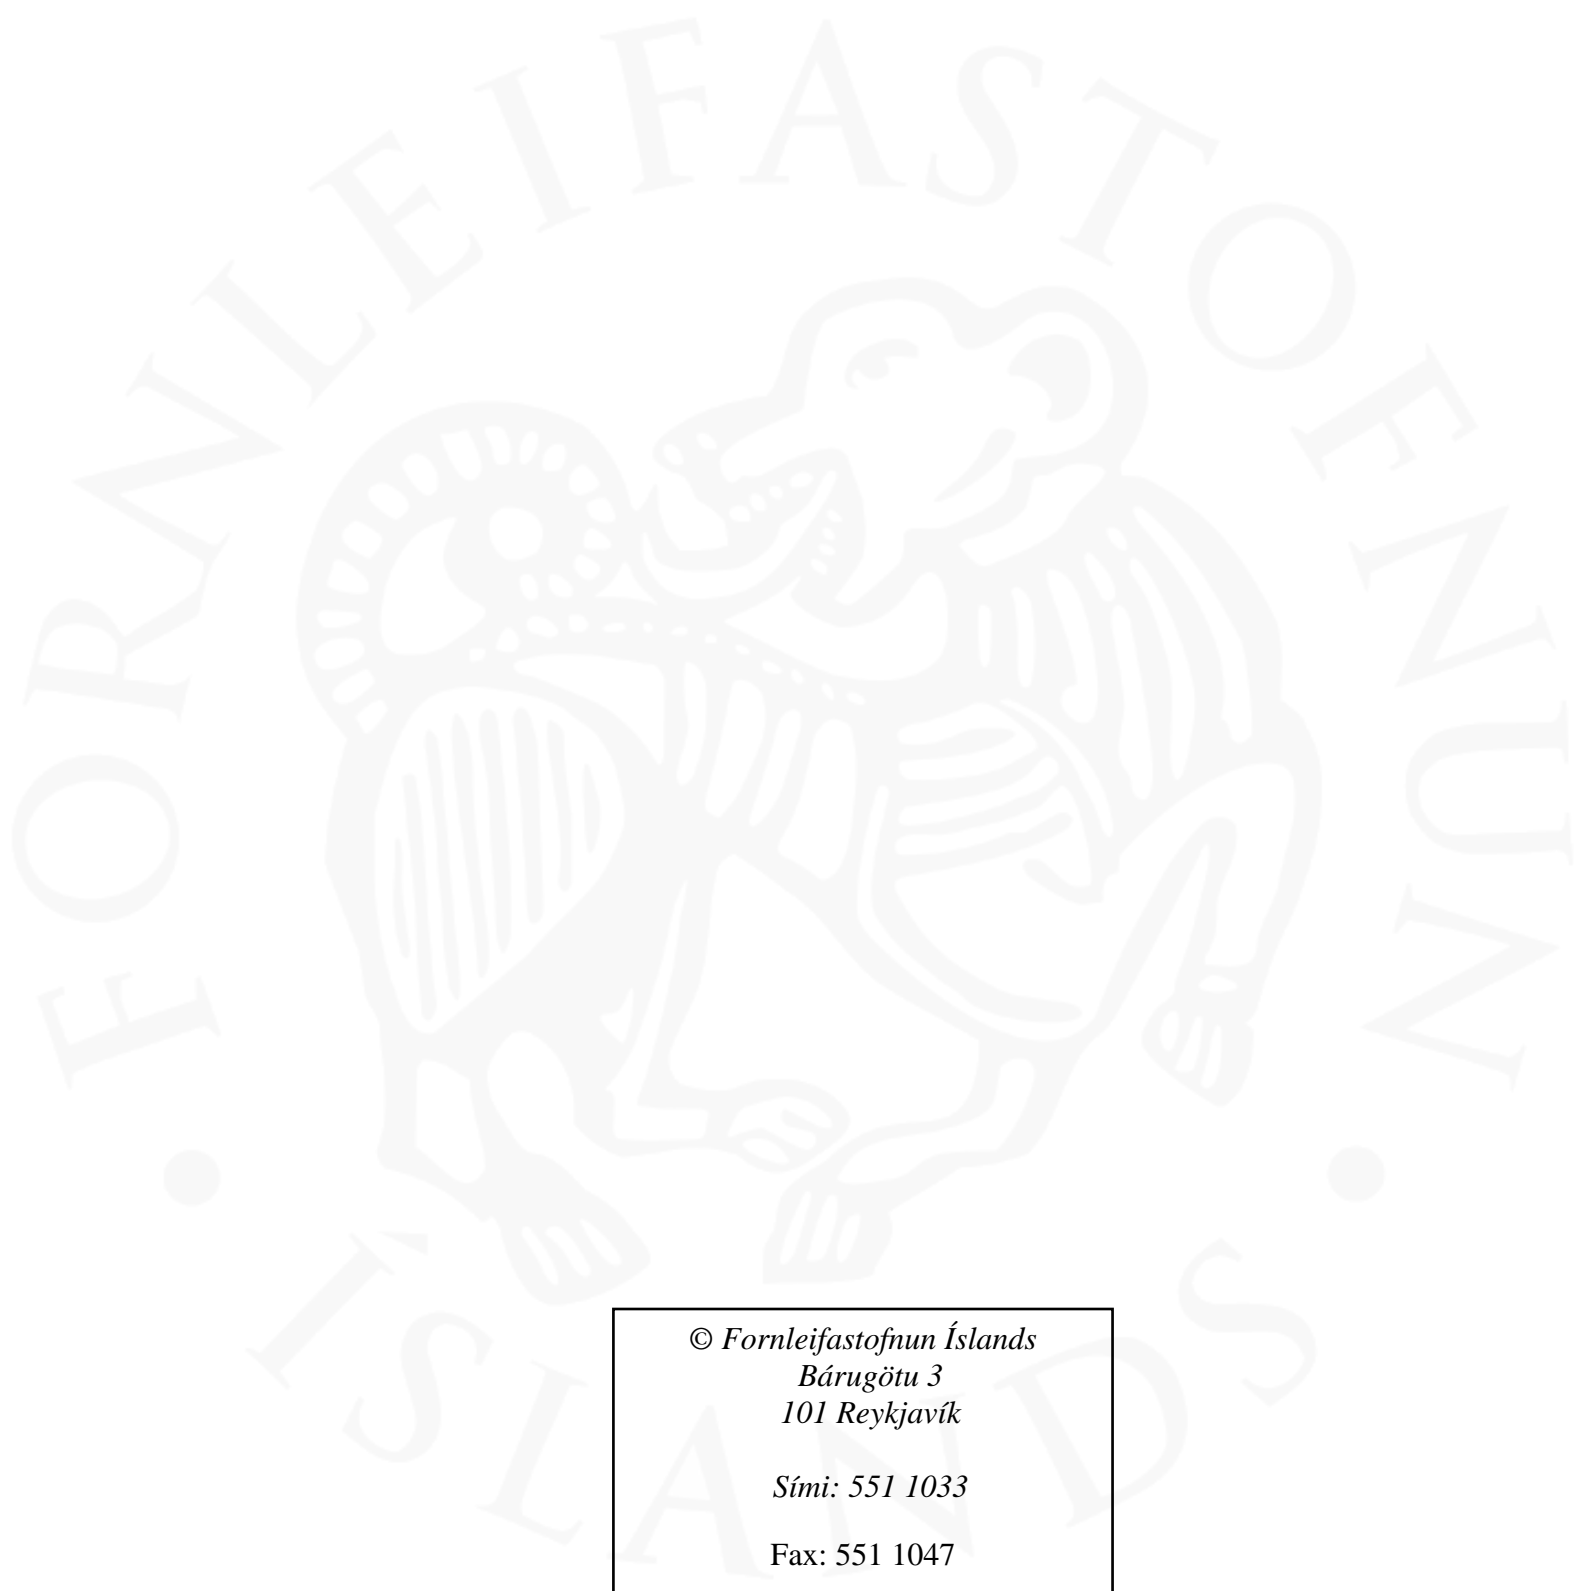 FORNLEIFASTOFNUN
ÍSLANDS
© Fornleifastofnun Íslands
Bárugötu 3
101 Reykjavík
Sími: 551 1033
Fax: 551 1047